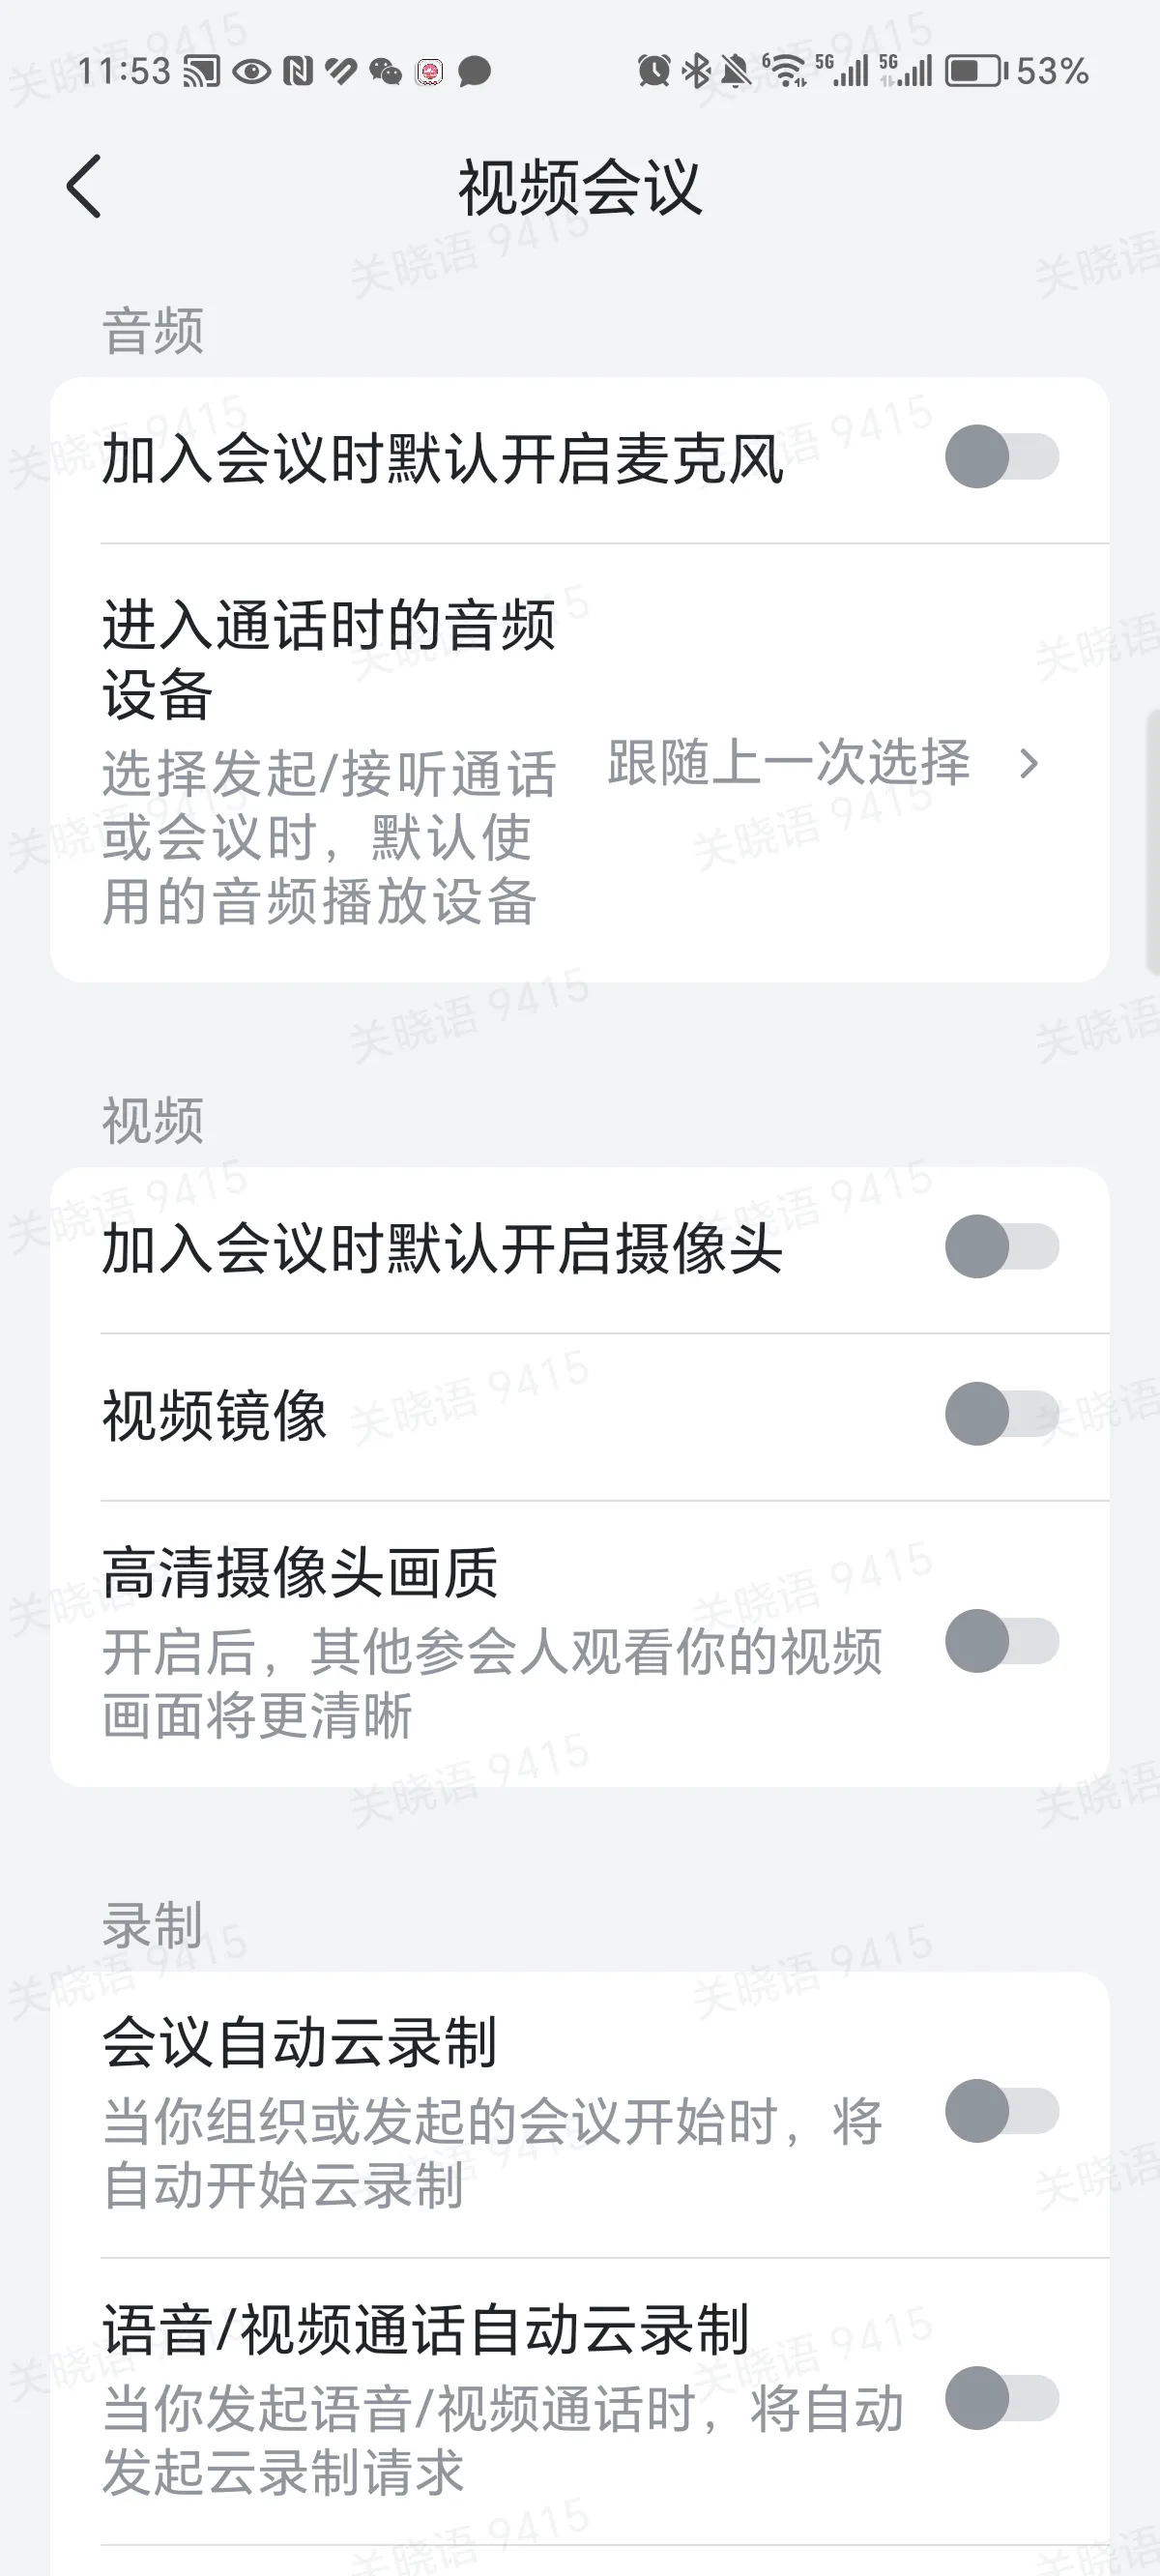 11:53
6 5G 5G 53%
视频会议
音频
加入会议时默认开启麦克风
进入通话时的音频
设备
选择发起/接听通话
或会议时，默认使
用的音频播放设备
跟随上一次选择
视频
加入会议时默认开启摄像头
视频镜像
高清摄像头画质
开启后，其他参会人观看你的视频
画面将更清晰
录制
会议自动云录制
当你组织或发起的会议开始时，将
自动开始云录制
语音/视频通话自动云录制
当你发起语音/视频通话时，将自动
发起云录制请求
关晓语 9415